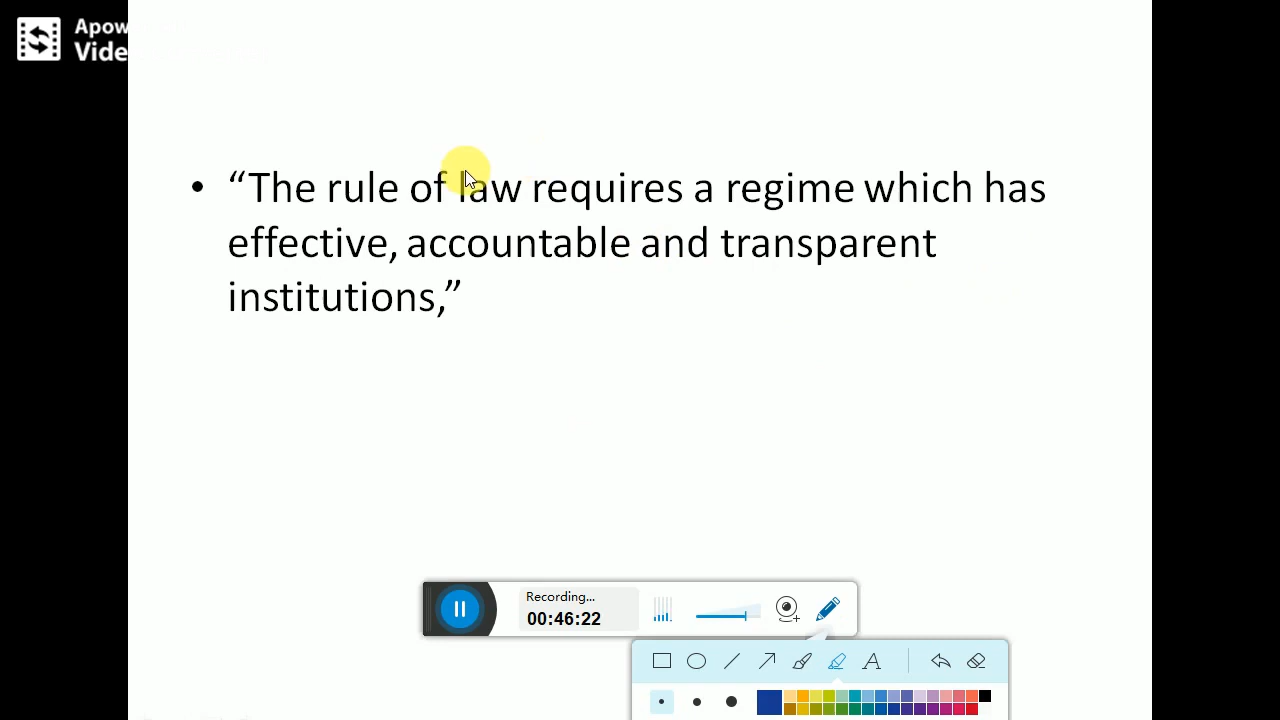 Apow
Vide
• “The rule of law requires a regime which has
effective, accountable and transparent
institutions,”
Recording...
00:46:22
A